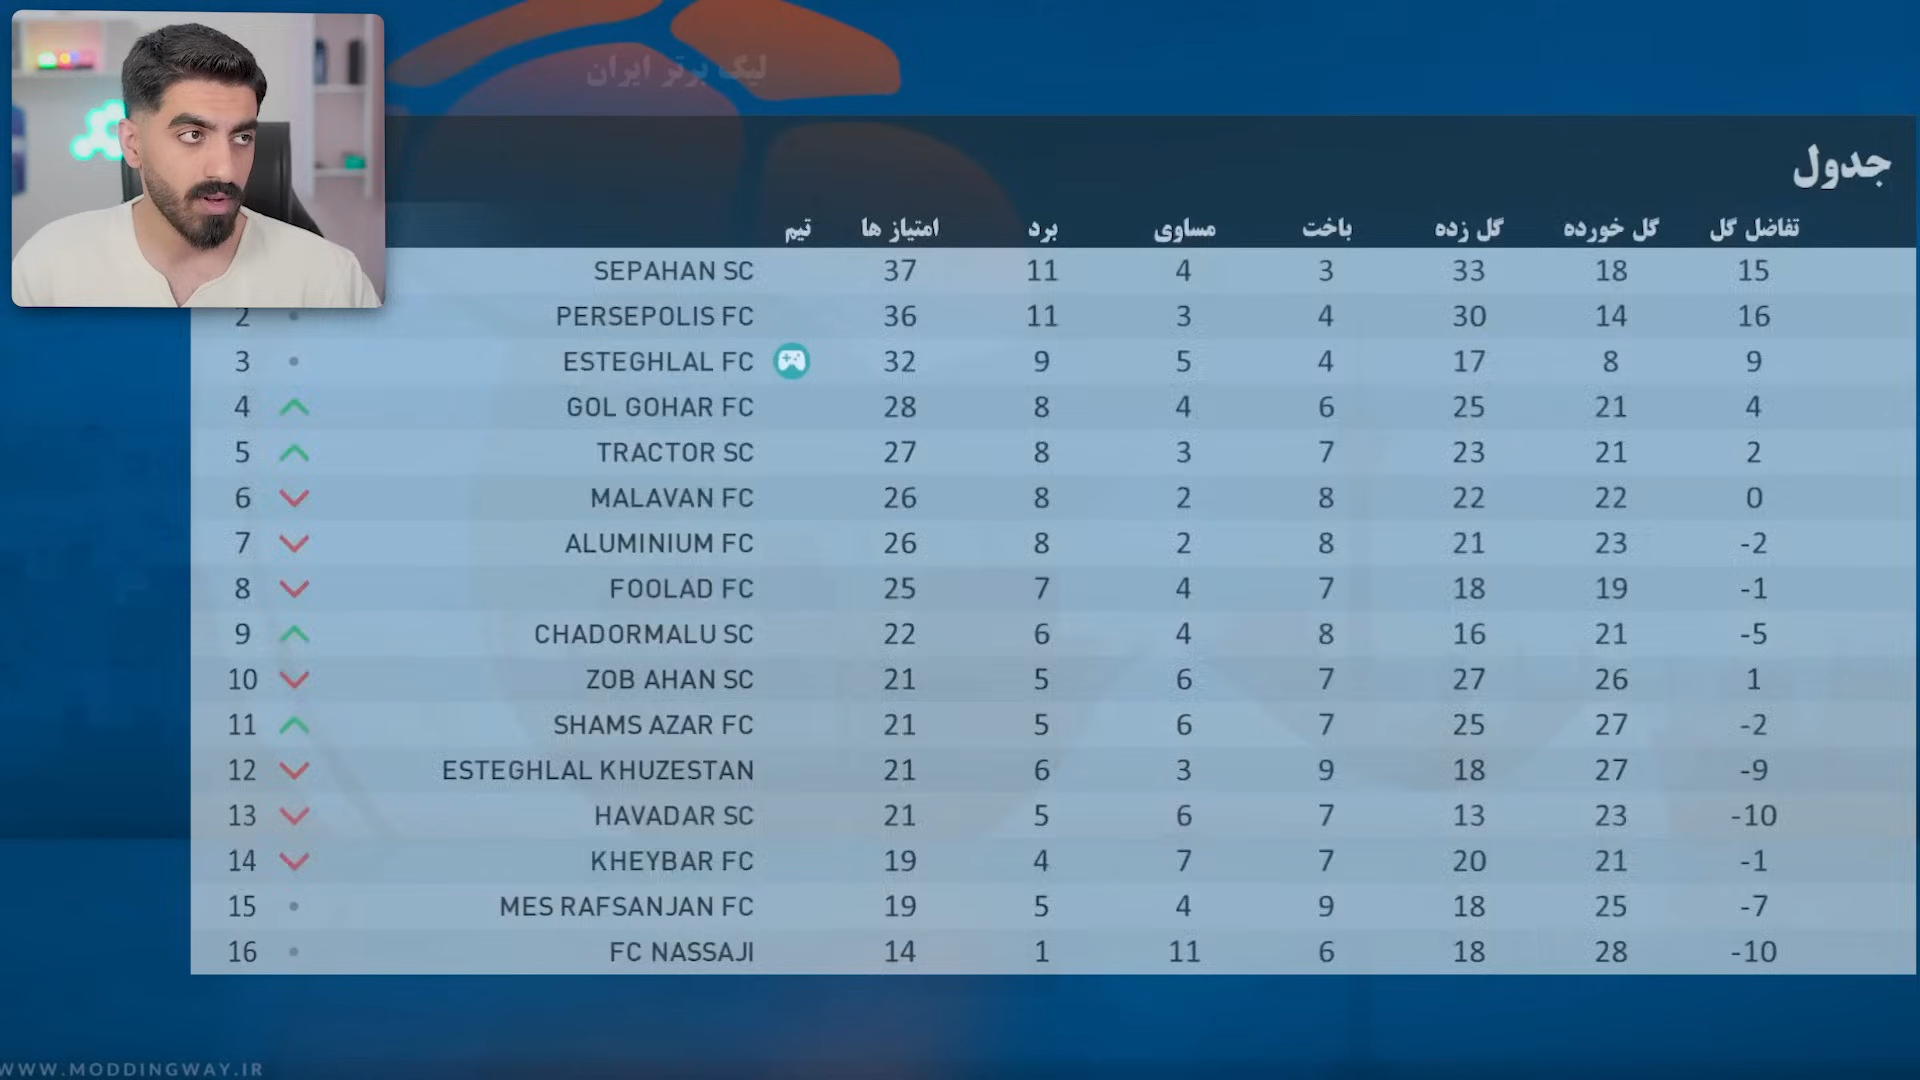 لیگ برتر ایران
جدول
تیم امتیاز ها برد مساوی باخت گل زده گل خورده تفاضل گل
SEPAHAN SC 37 11 4 3 33 18 15
2 PERSEPOLIS FC 36 11 3 4 30 14 16
3 ESTEGHLAL FC 32 9 5 4 17 8 9
4 GOL GOHAR FC 28 8 4 6 25 21 4
5 TRACTOR SC 27 8 3 7 23 21 2
6 MALAVAN FC 26 8 2 8 22 22 0
7 ALUMINIUM FC 26 8 2 8 21 23 -2
8 FOOLAD FC 25 7 4 7 18 19 -1
9 CHADORMALU SC 22 6 4 8 16 21 -5
10 ZOB AHAN SC 21 5 6 7 27 26 1
11 SHAMS AZAR FC 21 5 6 7 25 27 -2
12 ESTEGHLAL KHUZESTAN 21 6 3 9 18 27 -9
13 HAVADAR SC 21 5 6 7 13 23 -10
14 KHEYBAR FC 19 4 7 7 20 21 -1
15 MES RAFSANJAN FC 19 5 4 9 18 25 -7
16 FC NASSAJI 14 1 11 6 18 28 -10
WWW.MODDINGWAY.IR